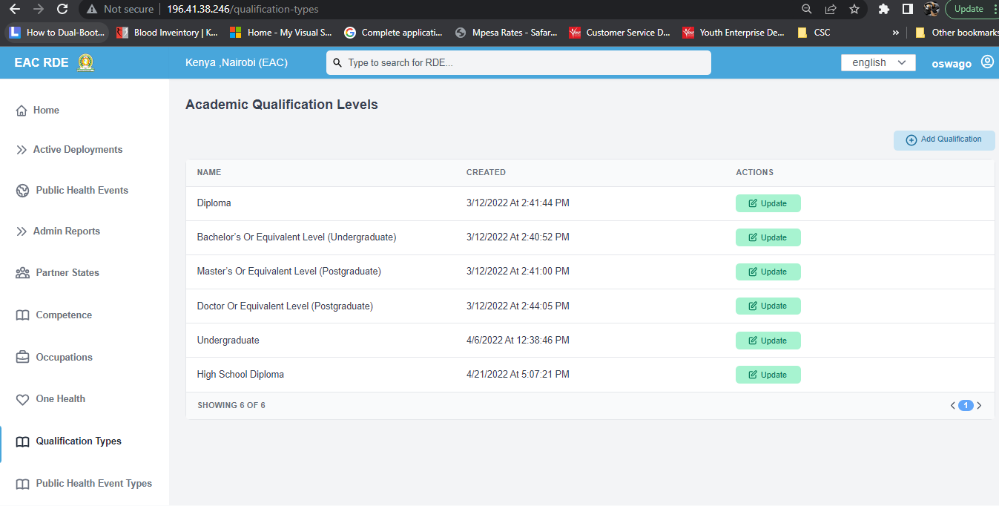 Not secure | 196.41.38.246/qualification-types
Update
How to Dual-Boot...
Blood Inveintory | K...
Home - My Visual S...
Complete applicati...
Mpesa Rates - Safar...
Customer Service D...
Youth Enterprise De...
CSC
»
Other bookmarks
EAC RDE
Kenya ,Nairobi (EAC)
Type to search for RDE...
english
oswago
Home
Active Deployments
Public Health Events
Admin Reports
Partner States
Competence
Occupations
One Health
Qualification Types
Public Health Event Types
Academic Qualification Levels
Add Qualification
NAME CREATED ACTIONS
Diploma 3/12/2022 At 2:41:44 PM Update
Bachelor's Or Equivalent Level (Undergraduate) 3/12/2022 At 2:40:52 PM Update
Master's Or Equivalent Level (Postgraduate) 3/12/2022 At 2:41:00 PM Update
Doctor Or Equivalent Level (Postgraduate) 3/12/2022 At 2:44:05 PM Update
Undergraduate 4/6/2022 At 12:38:46 PM Update
High School Diploma 4/21/2022 At 5:07:21 PM Update
SHOWING 6 OF 6 1